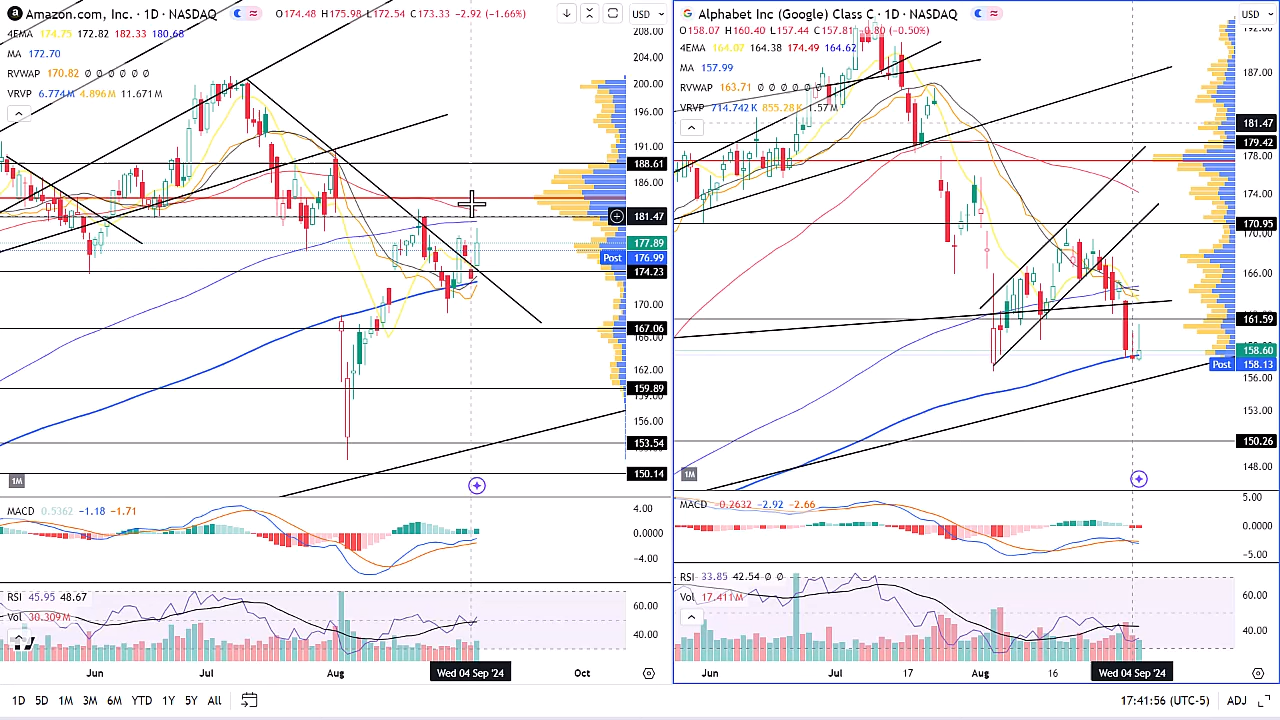 Amazon.com, Inc. · 1D · NASDAQ O174.48 H175.98 L172.54 C173.33 −2.92 (−1.66%) USD
4EMA 174.75 172.82 182.33 180.68
MA 172.70
RVWAP 170.82 ∅ ∅ ∅ ∅ ∅ ∅
VRVP 6.774M 4.896M 11.671M
208.00
204.00
200.00
196.00
191.00
188.61
186.00
181.47
177.89
Post 176.99
174.23
170.00
167.06
166.00
162.00
159.89
159.00
156.00
153.54
150.14
1M
MACD 0.5362 −1.18 −1.71
4.00
0.0000
−4.00
RSI 45.95 48.67
Vol 30.309M
60.00
40.00
Jun Jul Aug Wed 04 Sep '24 Oct
Alphabet Inc (Google) Class C · 1D · NASDAQ USD
O158.07 H160.40 L157.44 C157.81 −0.80 (−0.50%)
4EMA 164.07 164.38 174.49 164.62
MA 157.99
RVWAP 163.71 ∅ ∅ ∅ ∅ ∅ ∅
VRVP 714.742K 855.28K 1.57M
192.00
187.00
181.47
179.42
178.00
174.00
170.95
170.00
166.00
161.59
158.60
Post 158.13
156.00
153.00
150.26
148.00
1M
MACD −0.2632 −2.92 −2.66
5.00
0.0000
−5.00
RSI 33.85 42.54 ∅ ∅
Vol 17.411M
60.00
40.00
Jun Jul 17 Aug 16 Wed 04 Sep '24
1D 5D 1M 3M 6M YTD 1Y 5Y All 17:41:56 (UTC-5) ADJ